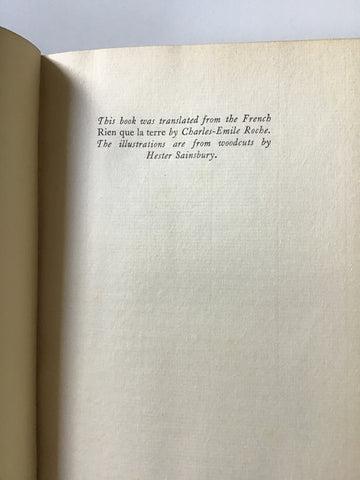 This book was translated from the French
Rien que la terre by Charles-Emile Roche.
The illustrations are from woodcuts by
Hester Sainsbury.